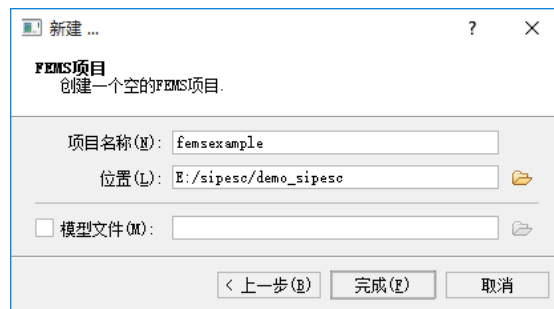 新建 ...
FEMS项目
创建一个空的FEMS项目.
项目名称(N): femsexample
位置(L): E:/sipesc/demo_sipesc
模型文件(M):
< 上一步(B) 完成(F) 取消